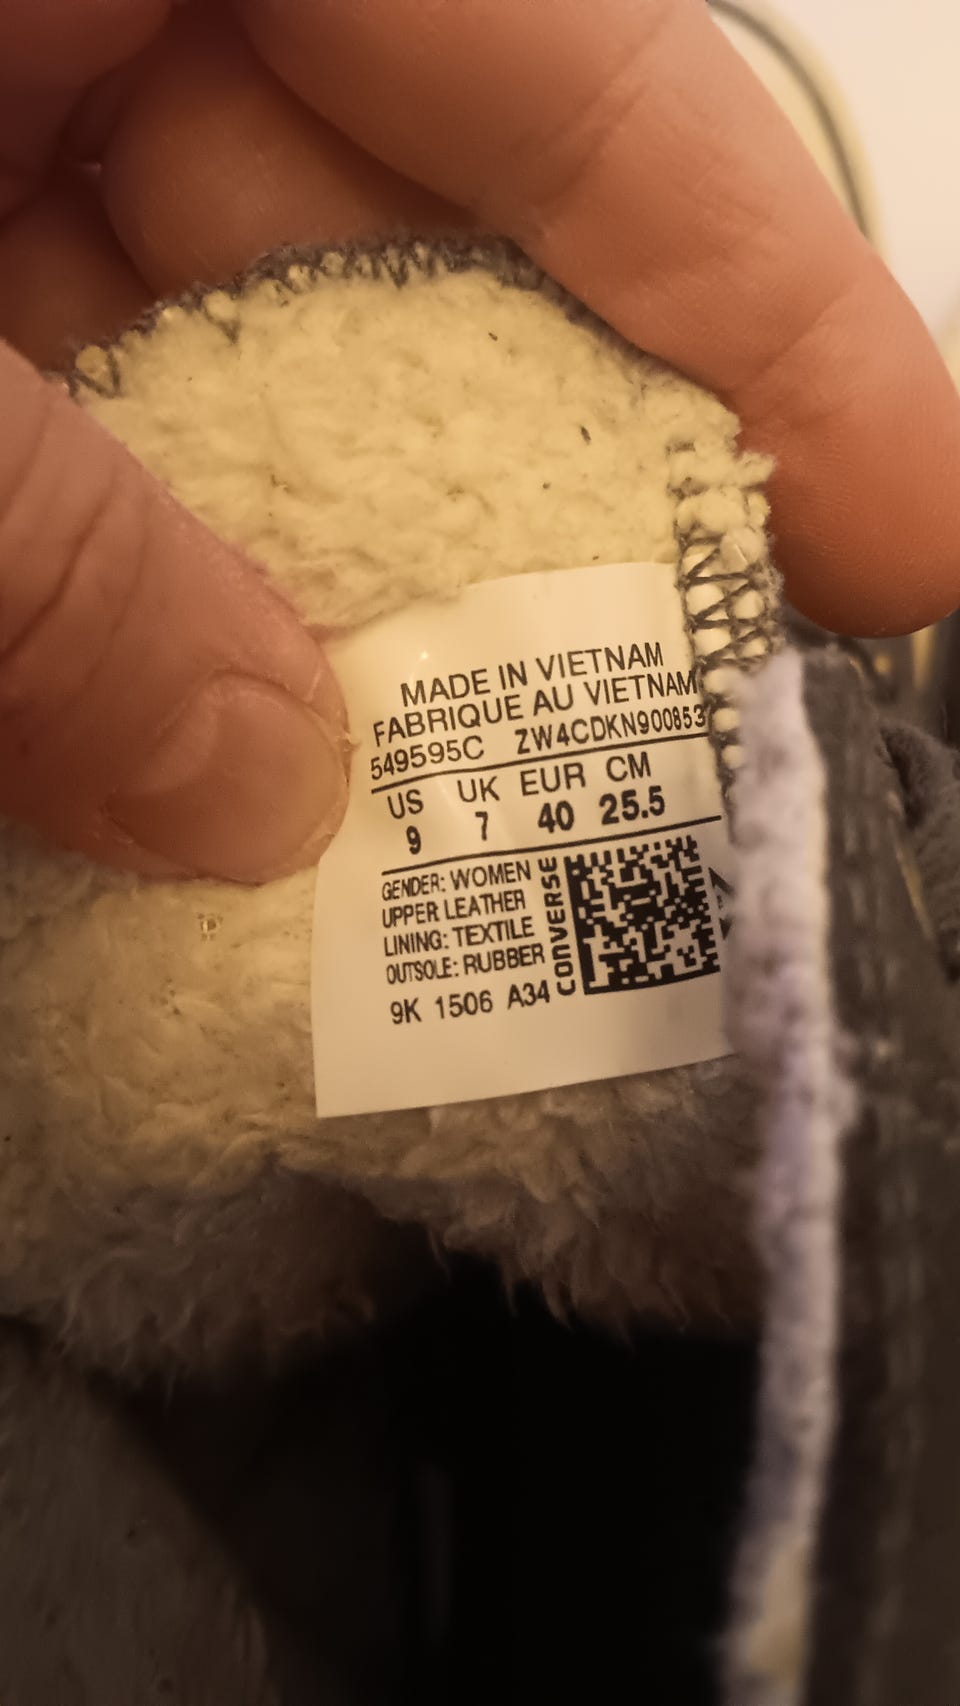 MADE IN VIETNAM
FABRIQUE AU VIETNAM
549595C ZW4CDKN900853
US UK EUR CM
9 7 40 25.5
GENDER: WOMEN
UPPER: LEATHER
LINING: TEXTILE
OUTSOLE: RUBBER
CONVERSE
9K 1506 A34